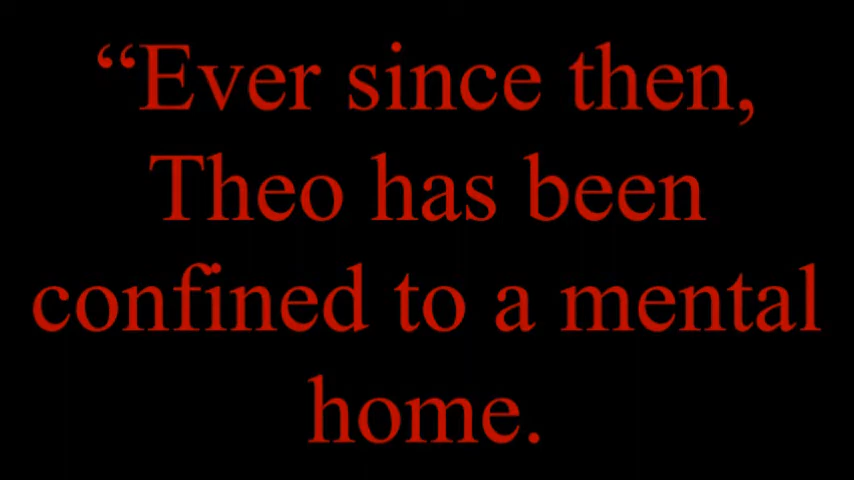 “Ever since then,
Theo has been
confined to a mental
home.